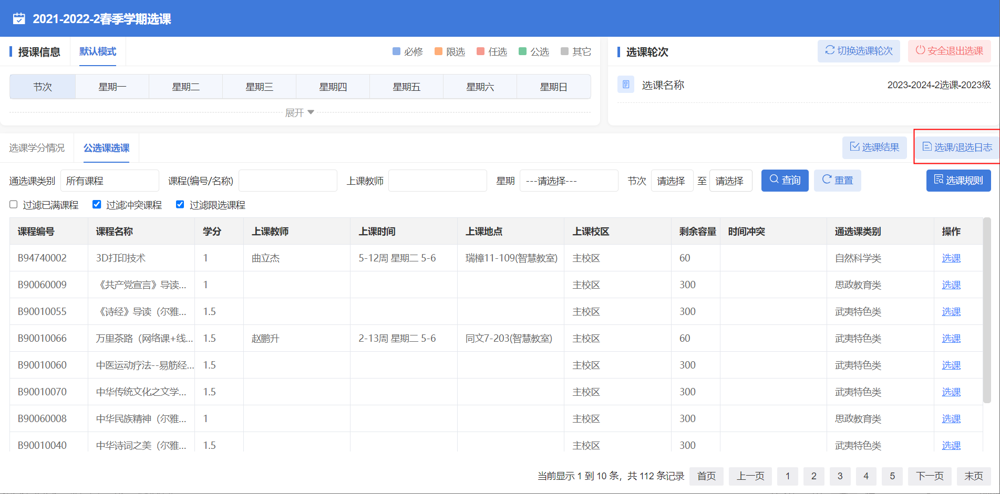 2021-2022-2春季学期选课
授课信息 默认模式 必修 限选 任选 公选 其它
选课轮次 切换选课轮次 安全退出选课
节次 星期一 星期二 星期三 星期四 星期五 星期六 星期日
选课名称 2023-2024-2选课-2023级
展开
选课学分情况 公选课选课 选课结果 选课/退选日志
通选课类别 所有课程 课程(编号/名称) 上课教师 星期 ---请选择--- 节次 请选择 至 请选择 查询 重置 选课规则
过滤已满课程 过滤冲突课程 过滤限选课程
课程编号 课程名称 学分 上课教师 上课时间 上课地点 上课校区 剩余容量 时间冲突 通选课类别 操作
B94740002 3D打印技术 1 曲立杰 5-12周 星期二 5-6 瑞樟11-109(智慧教室) 主校区 60 自然科学类 选课
B90060009 《共产党宣言》导读... 1 主校区 300 思政教育类 选课
B90010055 《诗经》导读（尔雅... 1.5 主校区 300 武夷特色类 选课
B90010066 万里茶路（网络课+线... 1.5 赵鹏升 2-13周 星期二 5-6 同文7-203(智慧教室) 主校区 60 武夷特色类 选课
B90010060 中医运动疗法--易筋经... 1.5 主校区 300 武夷特色类 选课
B90010070 中华传统文化之文学... 1.5 主校区 300 武夷特色类 选课
B90060008 中华民族精神（尔雅... 1 主校区 300 思政教育类 选课
B90010040 中华诗词之美（尔雅... 1.5 主校区 300 武夷特色类 选课
当前显示 1 到 10 条，共 112 条记录 首页 上一页 1 2 3 4 5 下一页 末页